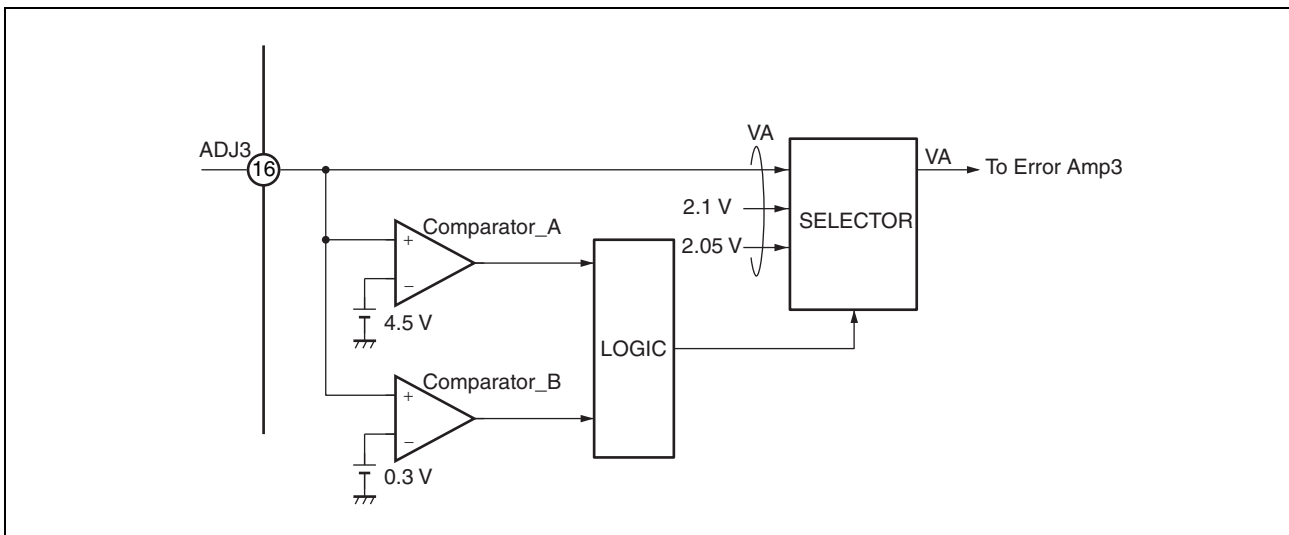 ADJ3
16
VA
VA
To Error Amp3
2.1 V
SELECTOR
2.05 V
Comparator_A
+
−
4.5 V
LOGIC
Comparator_B
+
−
0.3 V